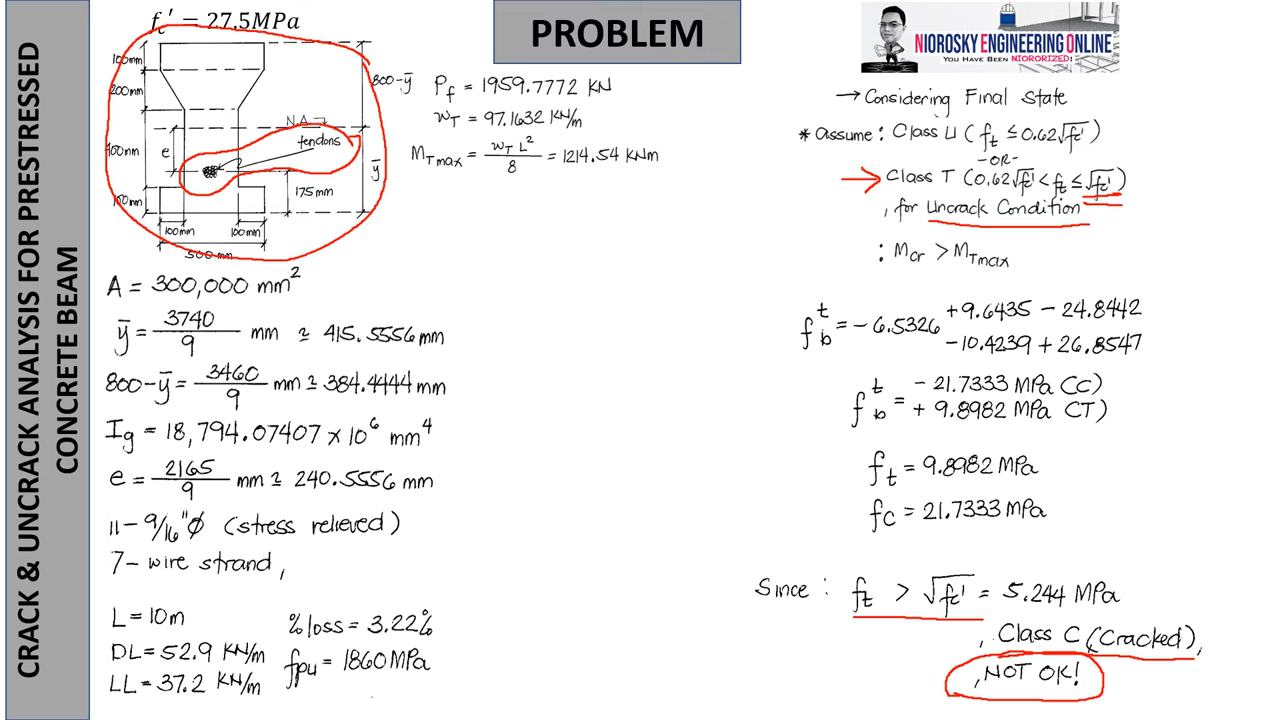 CRACK & UNCRACK ANALYSIS FOR PRESTRESSED
CONCRETE BEAM
fc' = 27.5MPa
PROBLEM
NIOROSKY ENGINEERING ONLINE
YOU HAVE BEEN NIORORIZED!
100mm
200mm
400mm
100mm
800-ȳ
N.A
tendons
e
ȳ
175mm
100mm
100mm
500mm
Pf = 1959.7772 KN
WT = 97.1632 KN/m
MTmax = WT L²/8 = 1214.54 KNm
A = 300,000 mm²
ȳ = 3740/9 mm ≃ 415.5556 mm
800-ȳ = 3460/9 mm ≃ 384.4444 mm
Ig = 18,794.07407 x 10⁶ mm⁴
e = 2165/9 mm ≃ 240.5556 mm
11 - 9/16"Ø (stress relieved)
7 - wire strand,
L = 10m
DL = 52.9 KN/m
LL = 37.2 KN/m
% loss = 3.22%
fpu = 1860MPa
→ Considering Final State
* Assume: Class U (ft ≤ 0.62√fc')
-OR-
Class T (0.62√fc' < ft ≤ √fc')
, for Uncrack Condition
: Mcr > MTmax
f t b = -6.5326 +9.6435 - 24.8442
-10.4239 + 26.8547
f t b = - 21.7333 MPa (C)
+ 9.8982 MPa (T)
ft = 9.8982 MPa
fc = 21.7333 MPa
Since : ft > √fc' = 5.244 MPa
, Class C (Cracked),
, NOT OK!